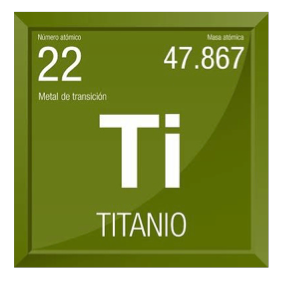 Número atómico
Masa atómica
22
47.867
Metal de transición
Ti
TITANIO